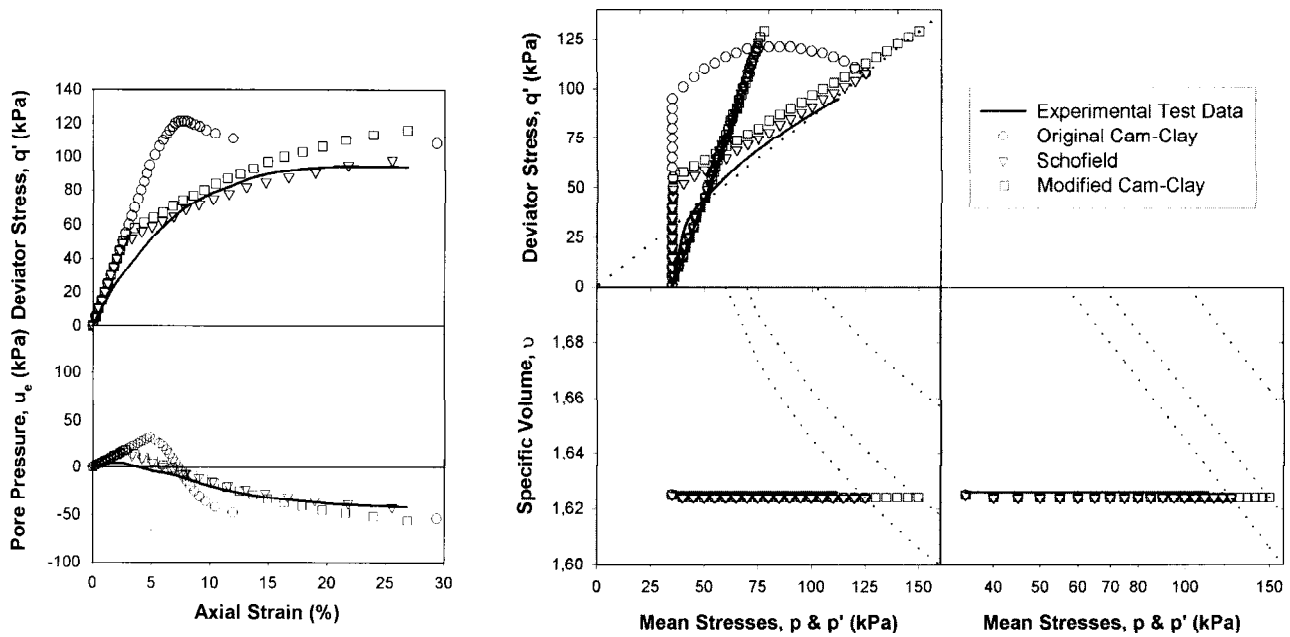 Deviator Stress, q' (kPa)
140
120
100
80
60
40
20
0
Pore Pressure, uₑ (kPa)
100
50
0
-50
-100
0 5 10 15 20 25 30
Axial Strain (%)
Deviator Stress, q' (kPa)
125
100
75
50
25
0
Experimental Test Data
Original Cam-Clay
Schofield
Modified Cam-Clay
Specific Volume, υ
1,68
1,66
1,64
1,62
1,60
0 25 50 75 100 125 150
Mean Stresses, p & p' (kPa)
40 50 60 70 80 100 150
Mean Stresses, p & p' (kPa)